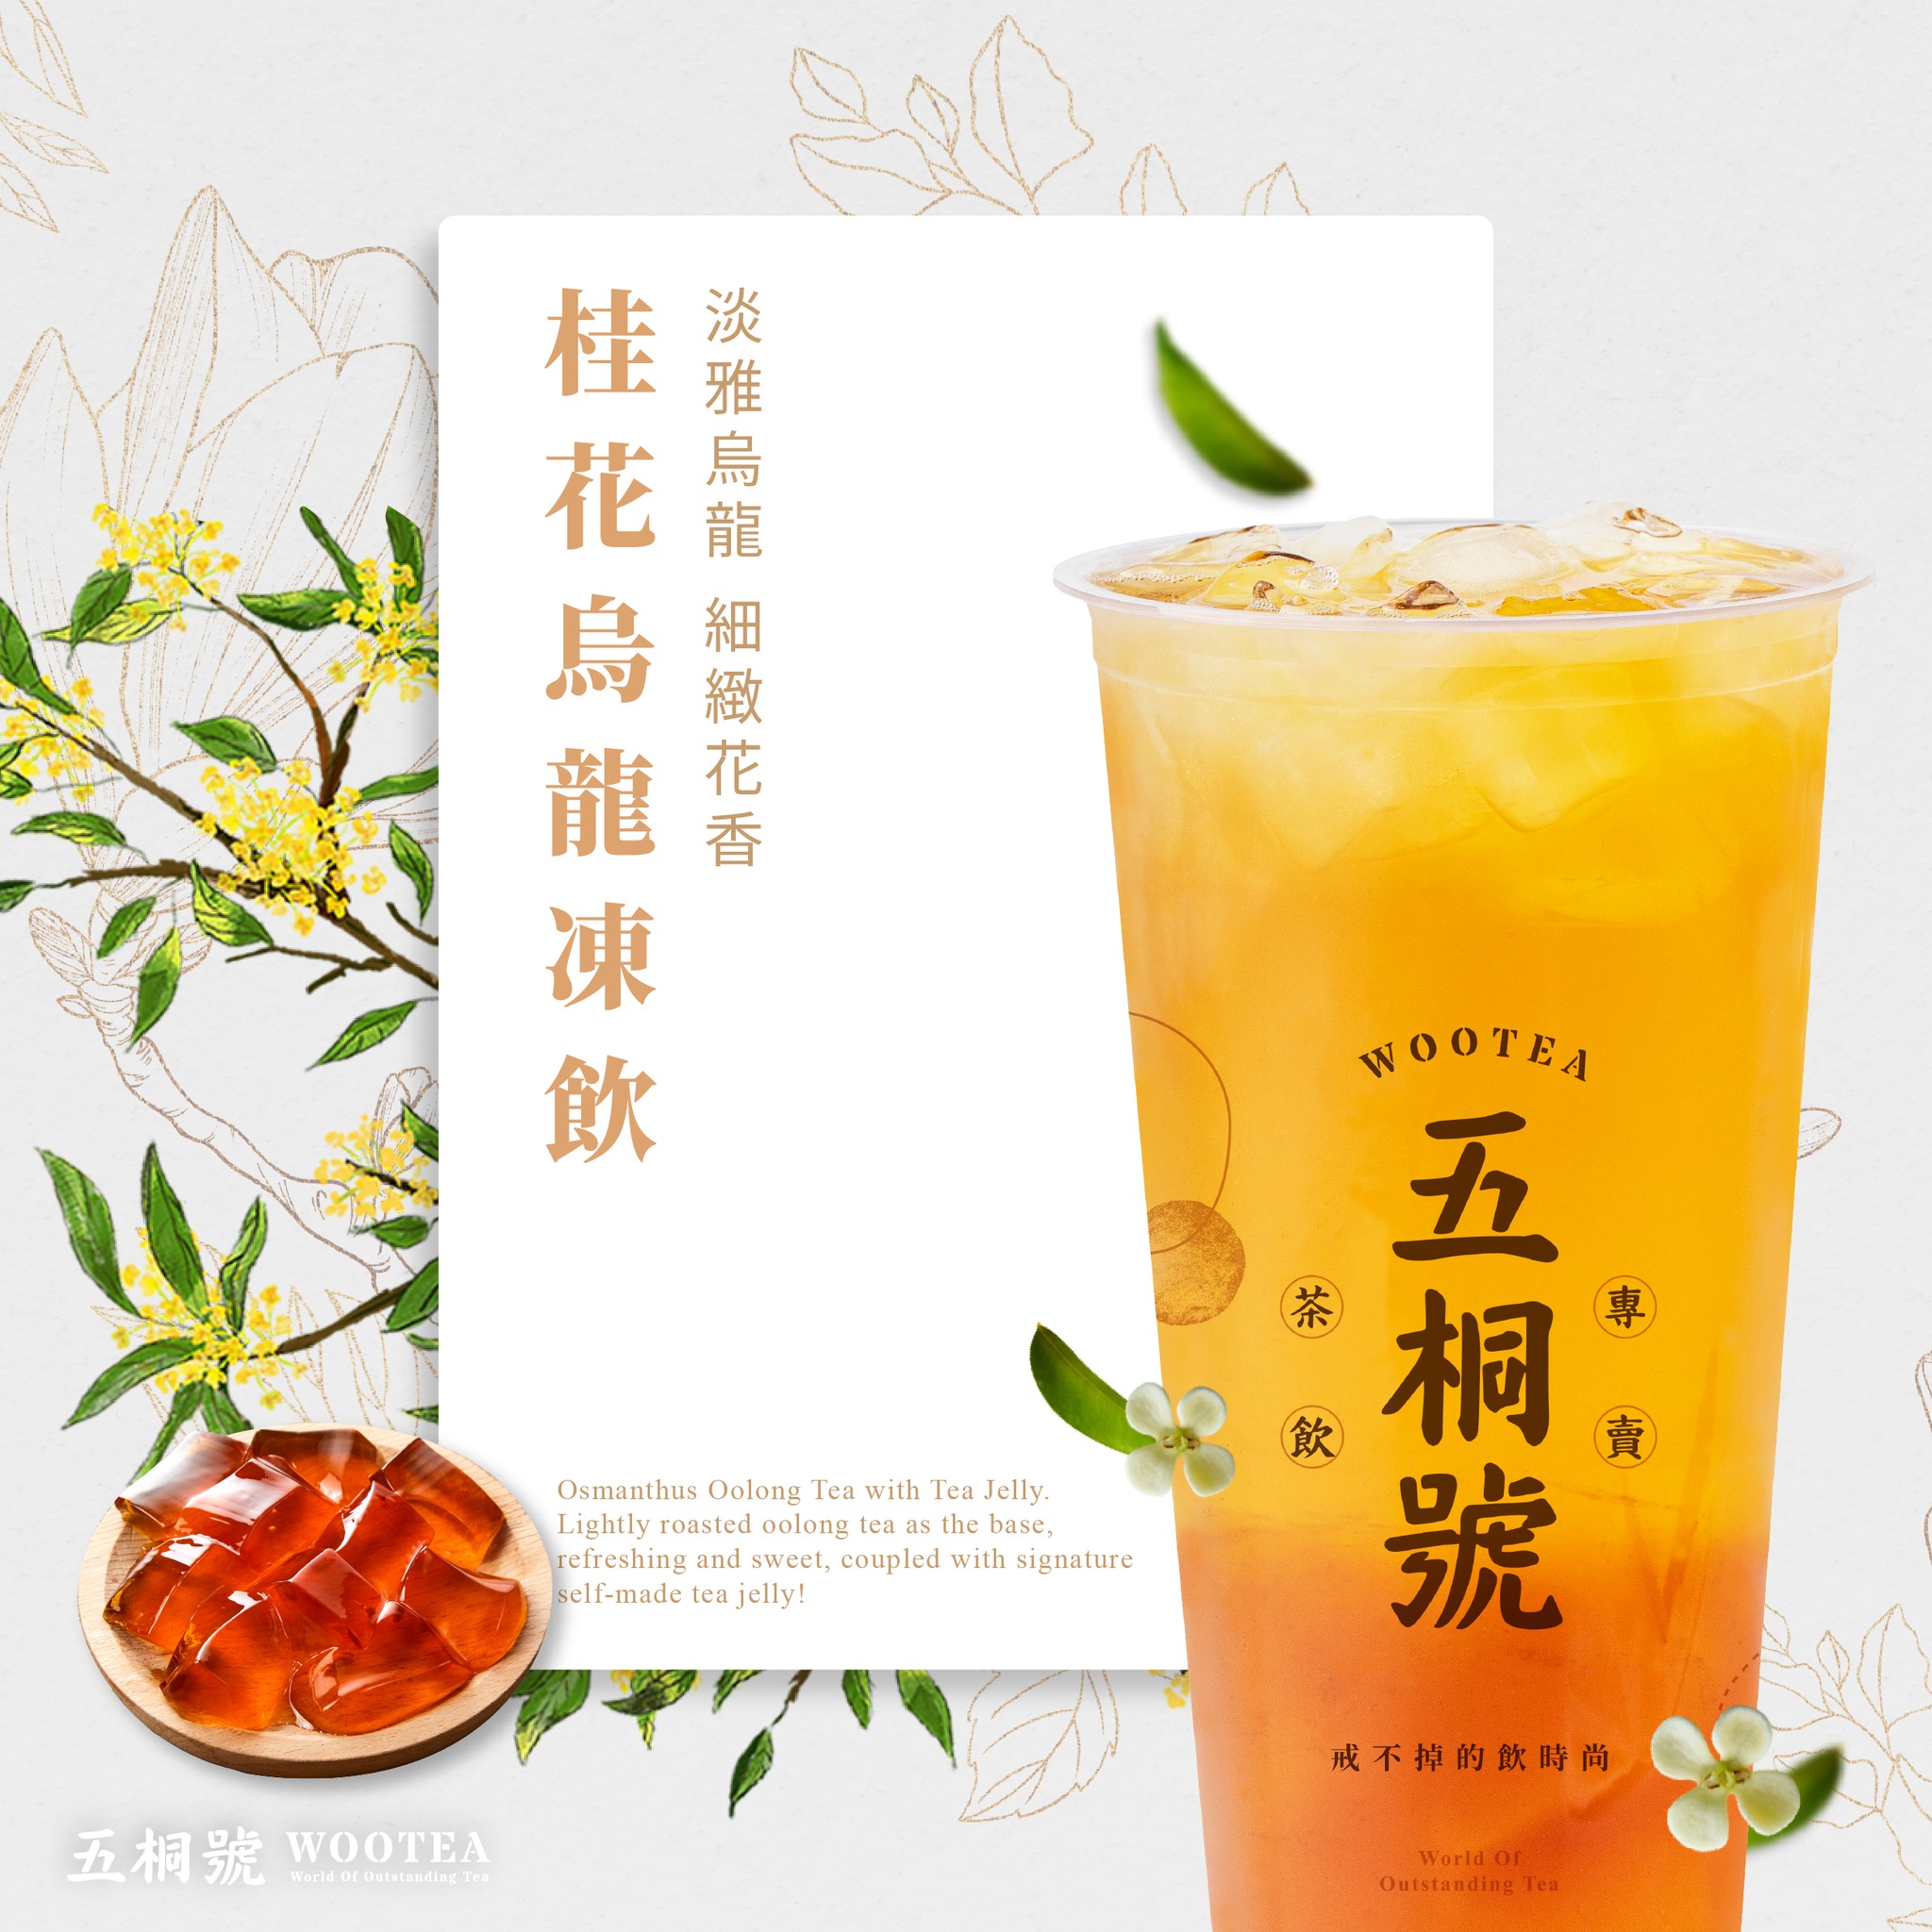 淡雅烏龍 細緻花香
桂花烏龍凍飲
Osmanthus Oolong Tea with Tea Jelly.
Lightly roasted oolong tea as the base,
refreshing and sweet, coupled with signature
self-made tea jelly!
WOOTEA
五桐號
專賣
茶飲
戒不掉的飲時尚
World Of
Outstanding Tea
五桐號 WOOTEA
World Of Outstanding Tea